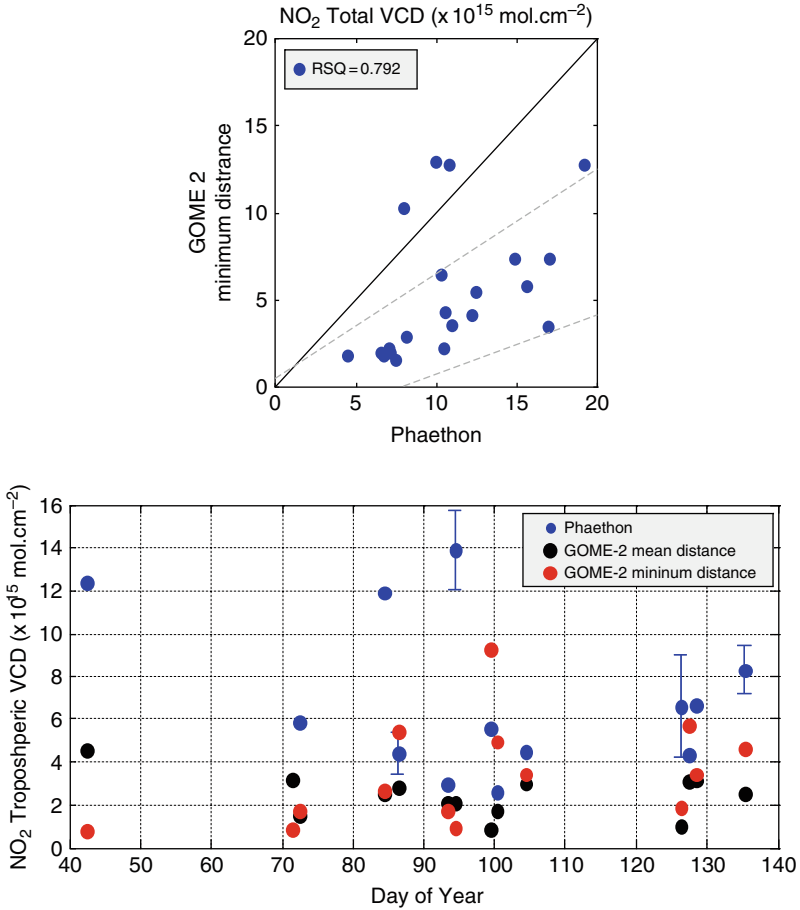 NO2 Total VCD (x 10^15 mol.cm−2)
20
RSQ = 0.792
15
10
5
0
GOME 2
minimum distrance
0 5 10 15 20
Phaethon
16
14
12
10
8
6
4
2
0
NO2 Troposhperic VCD (x 10^15 mol.cm−2)
Phaethon
GOME-2 mean distance
GOME-2 mininum distance
40 50 60 70 80 90 100 110 120 130 140
Day of Year